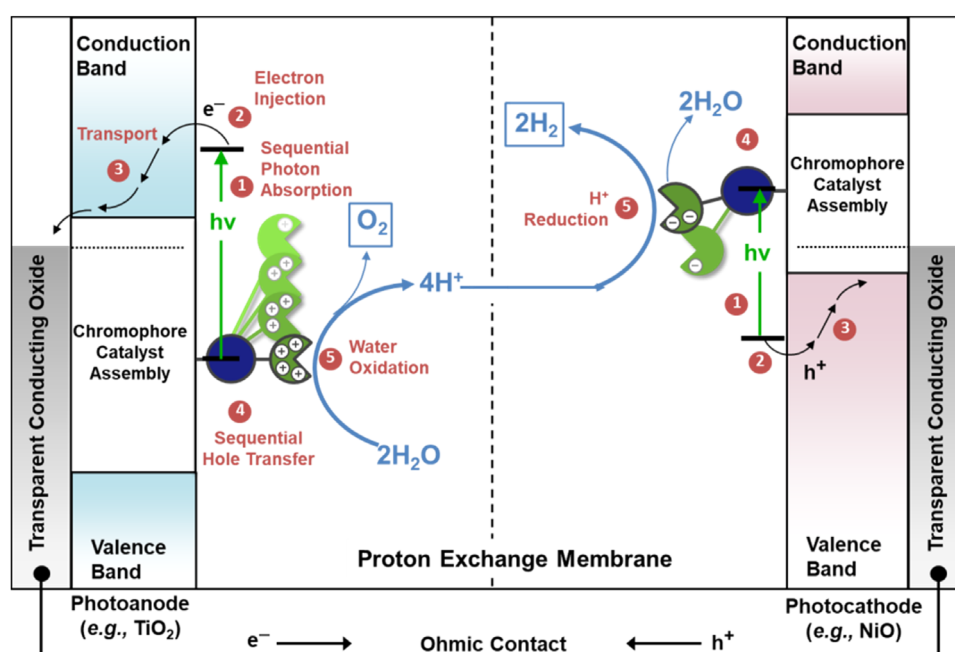 Conduction
Band
Electron
Injection
e⁻
2
Transport
3
Sequential
Photon
Absorption
1
hν
O₂
4H⁺
Chromophore
Catalyst
Assembly
+
+ +
+ + +
+ + + +
5
Water
Oxidation
4
Sequential
Hole Transfer
2H₂O
Valence
Band
Transparent Conducting Oxide
Photoanode
(e.g., TiO₂)
Proton Exchange Membrane
2H₂
2H₂O
4
H⁺
Reduction
5
− −
−
hν
1
2
3
h⁺
Conduction
Band
Chromophore
Catalyst
Assembly
Valence
Band
Transparent Conducting Oxide
Photocathode
(e.g., NiO)
e⁻
Ohmic Contact
h⁺